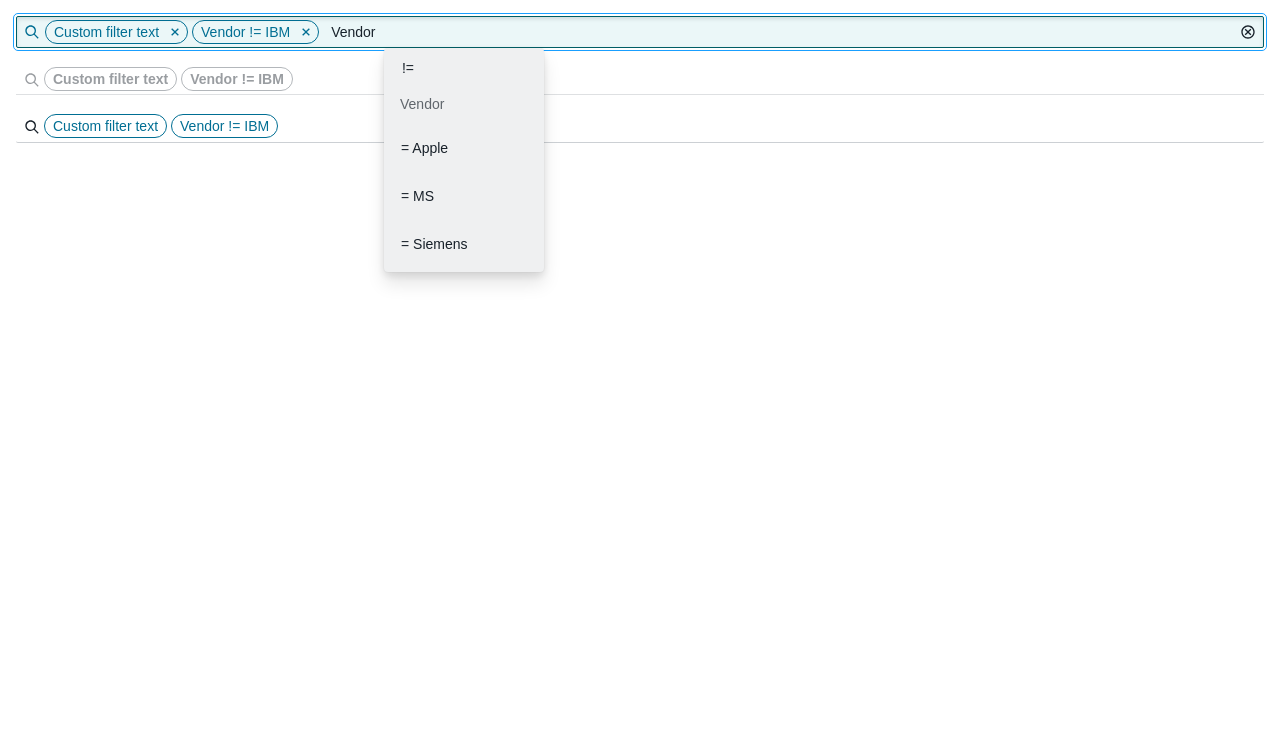 Custom filter text Vendor != IBM Vendor
!=
Custom filter text Vendor != IBM
Vendor
Custom filter text Vendor != IBM
= Apple
= MS
= Siemens